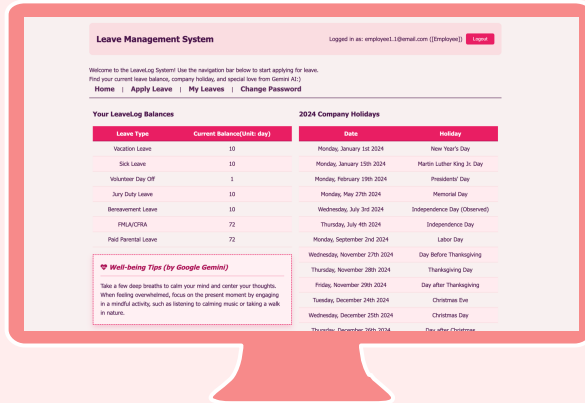 Leave Management System
Logged in as: employee1.1@email.com ([Employee]) Logout
Welcome to the LeaveLog System! Use the navigation bar below to start applying for leave.
Find your current leave balance, company holiday, and special love from Gemini AI:)
Home | Apply Leave | My Leaves | Change Password
Your LeaveLog Balances
Leave Type Current Balance(Unit: day)
Vacation Leave 10
Sick Leave 10
Volunteer Day Off 1
Jury Duty Leave 10
Bereavement Leave 10
FMLA/CFRA 72
Paid Parental Leave 72
Well-being Tips (by Google Gemini)
Take a few deep breaths to calm your mind and center your thoughts.
When feeling overwhelmed, focus on the present moment by engaging
in a mindful activity, such as listening to calming music or taking a walk
in nature.
2024 Company Holidays
Date Holiday
Monday, January 1st 2024 New Year's Day
Monday, January 15th 2024 Martin Luther King Jr. Day
Monday, February 19th 2024 Presidents' Day
Monday, May 27th 2024 Memorial Day
Wednesday, July 3rd 2024 Independence Day (Observed)
Thursday, July 4th 2024 Independence Day
Monday, September 2nd 2024 Labor Day
Wednesday, November 27th 2024 Day Before Thanksgiving
Thursday, November 28th 2024 Thanksgiving Day
Friday, November 29th 2024 Day after Thanksgiving
Tuesday, December 24th 2024 Christmas Eve
Wednesday, December 25th 2024 Christmas Day
Thursday, December 26th 2024 Day after Christmas